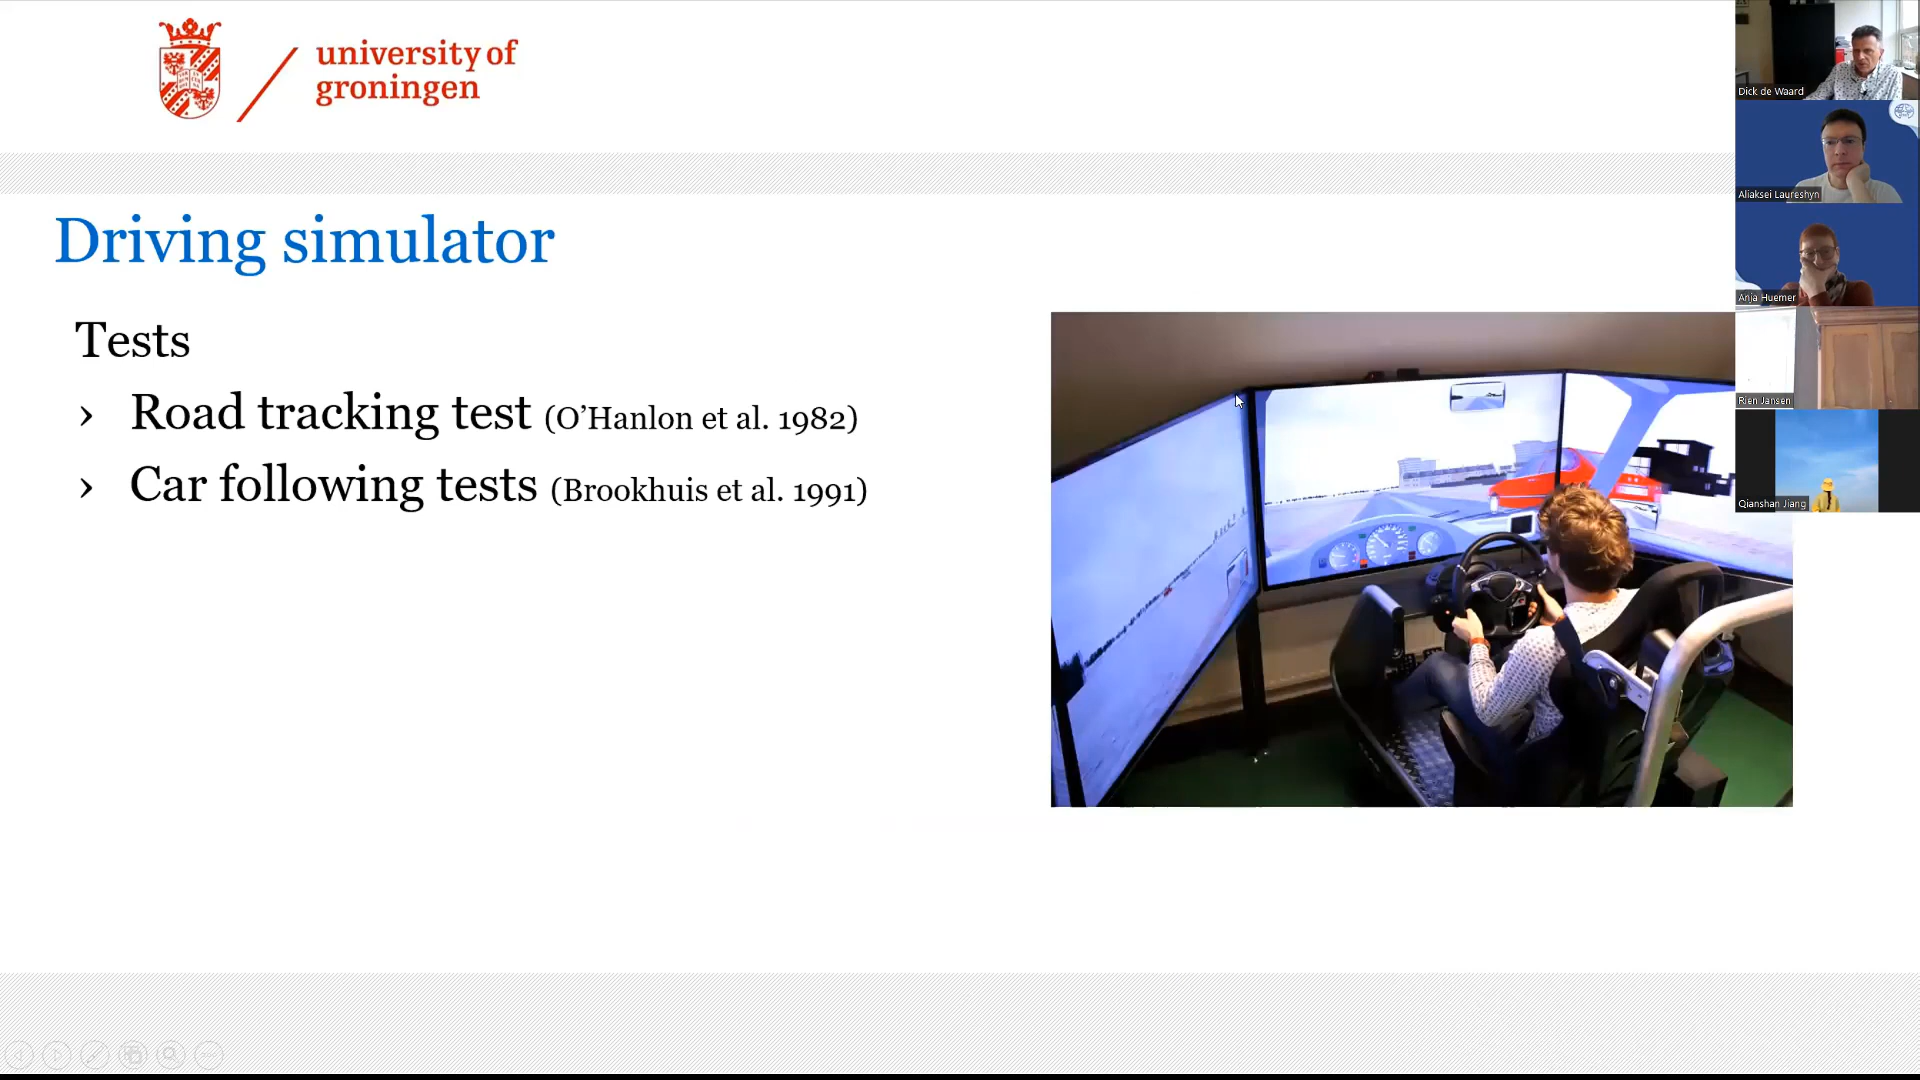 university of
groningen
Driving simulator
Tests
› Road tracking test (O’Hanlon et al. 1982)
› Car following tests (Brookhuis et al. 1991)
Dick de Waard
Aliaksei Laureshyn
Anja Huemer
Rien Jansen
Qianshan Jiang